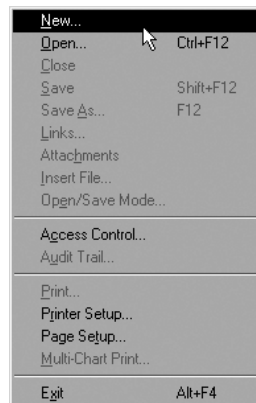 New...
Open... Ctrl+F12
Close
Save Shift+F12
Save As... F12
Links...
Attachments
Insert File...
Open/Save Mode...
Access Control...
Audit Trail...
Print...
Printer Setup...
Page Setup...
Multi-Chart Print...
Exit Alt+F4